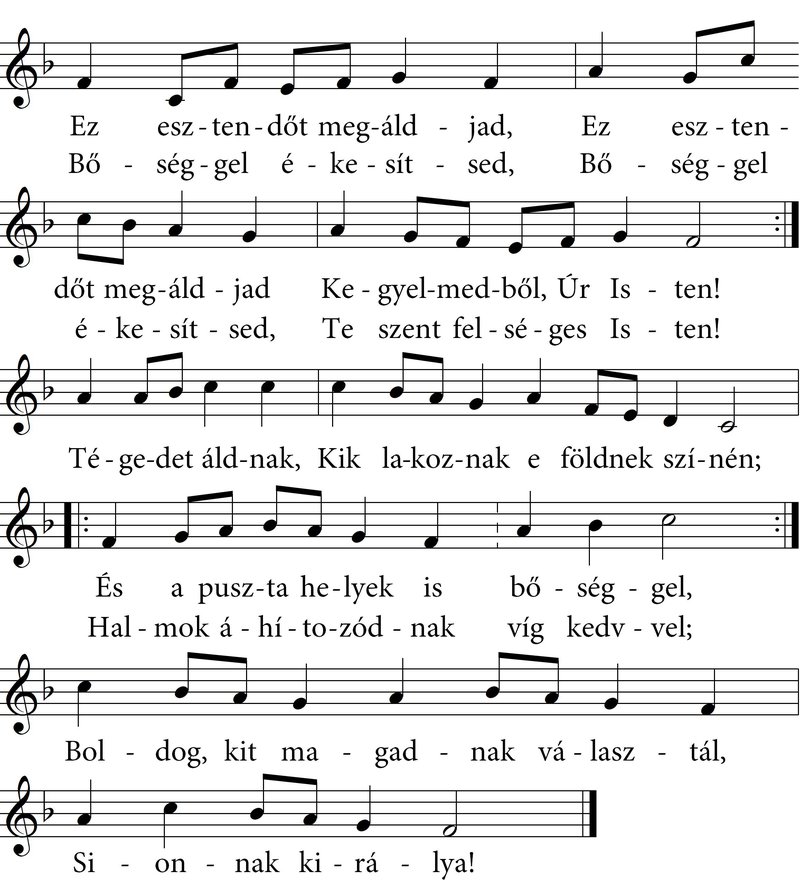 Ez esz - ten - dőt meg - áld - jad, Ez esz - ten -
Bő - ség - gel é - ke - sít - sed, Bő - ség - gel
dőt meg - áld - jad Ke - gyel - med - ből, Úr Is - ten!
é - ke - sít - sed, Te szent fel - sé - ges Is - ten!
Té - ge - det áld - nak, Kik la - koz - nak e földnek szí - nén;
És a pusz - ta he - lyek is bő - ség - gel,
Hal - mok á - hí - to - zód - nak víg kedv - vel;
Bol - dog, kit ma - gad - nak vá - lasz - tál,
Si - on - nak ki - rá - lya!